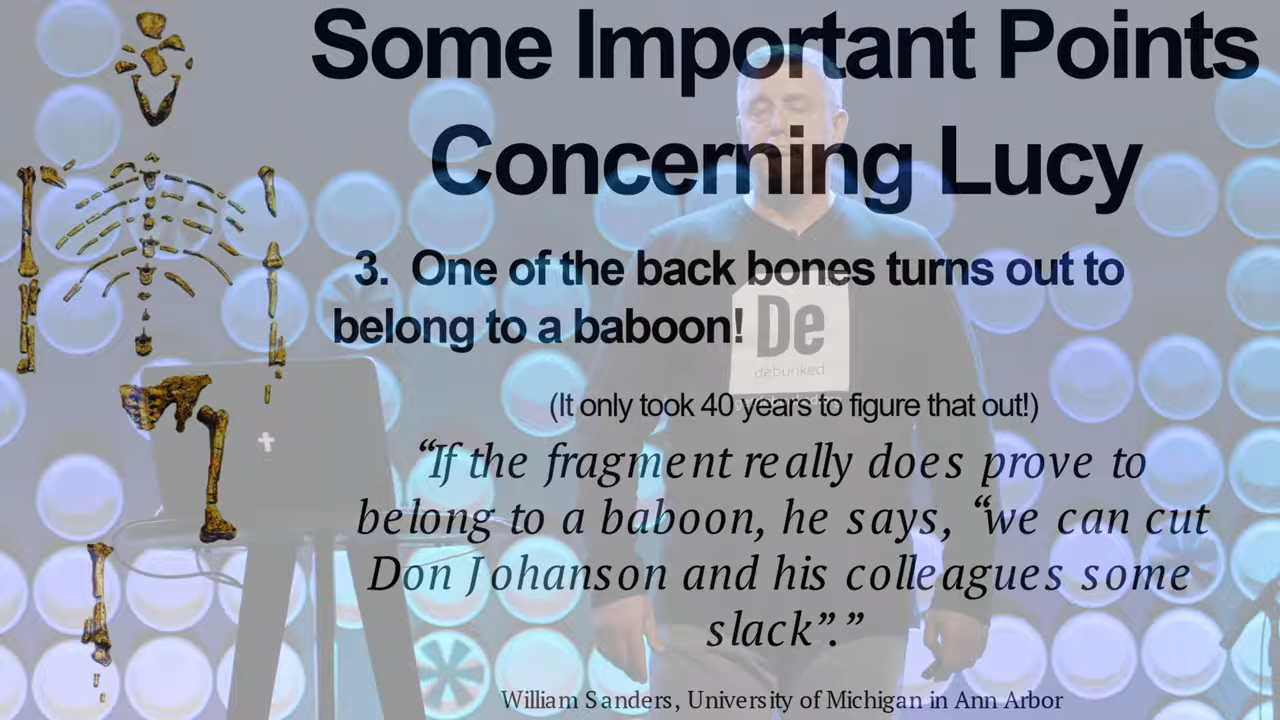 Some Important Points
Concerning Lucy
3. One of the back bones turns out to
belong to a baboon!
De
debunked
(It only took 40 years to figure that out!)
“If the fragment really does prove to
belong to a baboon, he says, “we can cut
Don Johanson and his colleagues some
slack”.”
William Sanders, University of Michigan in Ann Arbor